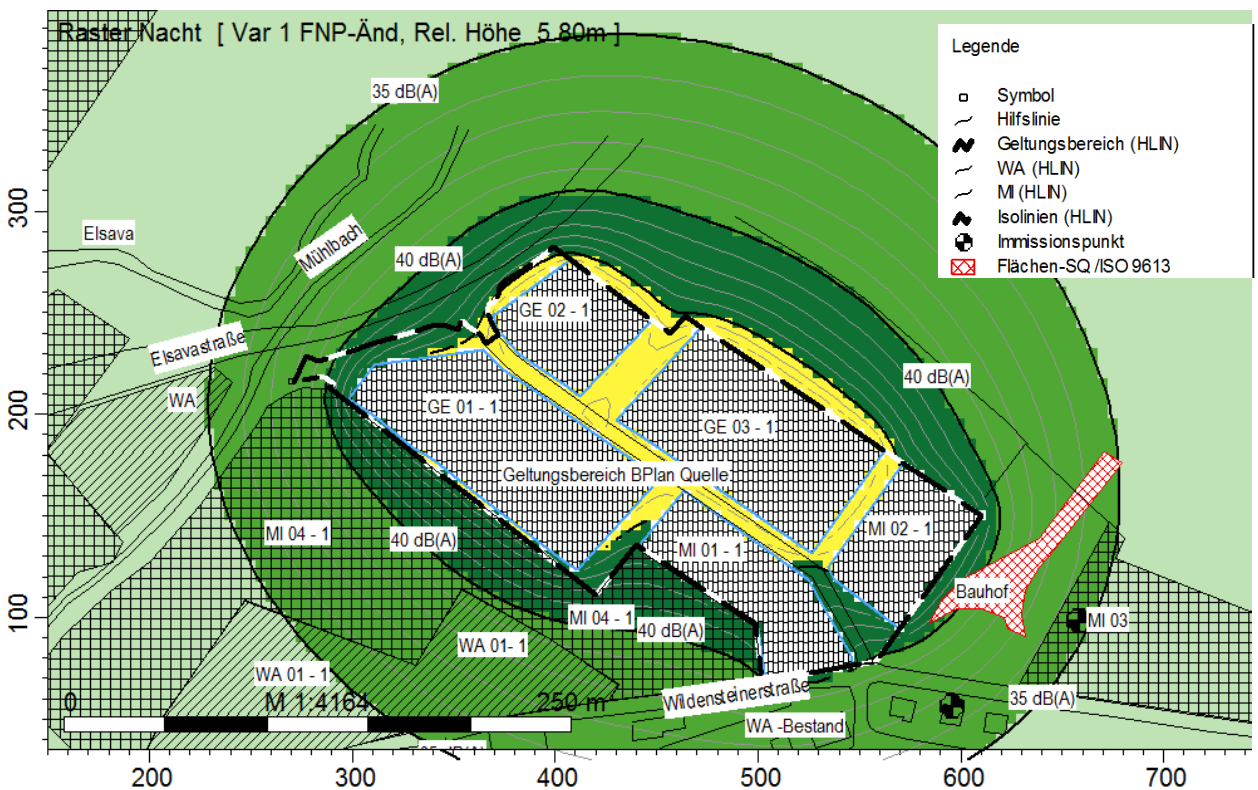 Raster Nacht [ Var 1 FNP-Änd, Rel. Höhe 5.80m ]
Legende
Symbol
Hilfslinie
Geltungsbereich (HLIN)
WA (HLIN)
MI (HLIN)
Isolinien (HLIN)
Immissionspunkt
Flächen-SQ /ISO 9613
35 dB(A)
300
Elsava
Mühlbach
40 dB(A)
GE 02 - 1
Elsavastraße
40 dB(A)
WA
200
GE 01 - 1
GE 03 - 1
Geltungsbereich BPlan Quelle
MI 04 - 1
40 dB(A)
MI 02 - 1
MI 01 - 1
Bauhof
100
MI 04 - 1
40 dB(A)
MI 03
WA 01- 1
WA 01 - 1
Wildensteinerstraße
35 dB(A)
0
M 1:4164
250 m
WA -Bestand
200
300
400
500
600
700